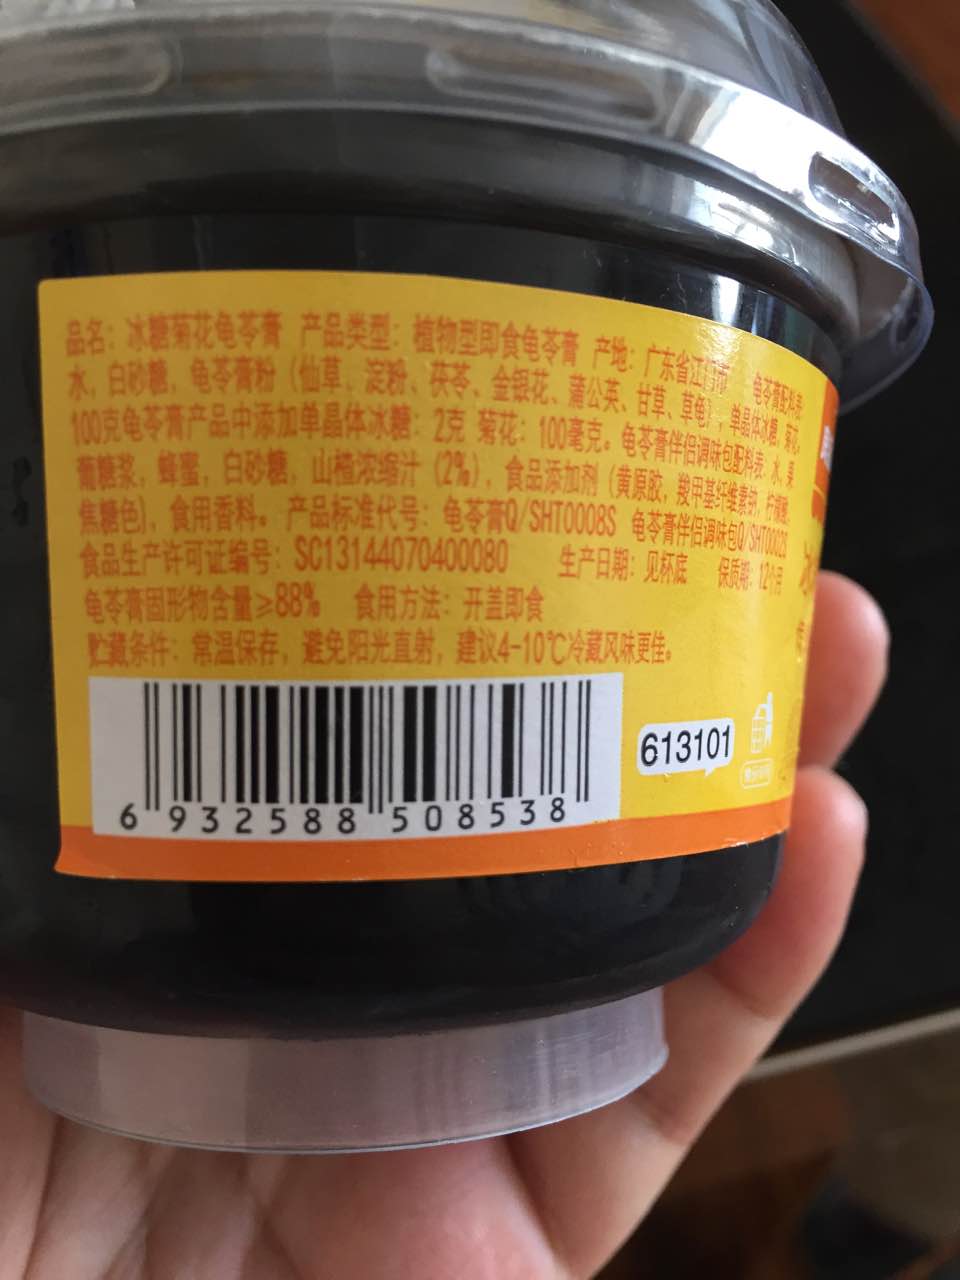 品名：冰糖菊花龟苓膏 产品类型：植物型即食龟苓膏 产地：广东省江门市 龟苓膏配料表：
水，白砂糖，龟苓膏粉（仙草、淀粉、茯苓、金银花、蒲公英、甘草、草龟），单晶体冰糖，菊花。
100克龟苓膏产品中添加单晶体冰糖：2克 菊花：100毫克。龟苓膏伴侣调味包配料表：水，果
葡糖浆，蜂蜜，白砂糖，山楂浓缩汁（2%），食品添加剂（黄原胶，羧甲基纤维素钠，柠檬酸，
焦糖色），食用香料。产品标准代号：龟苓膏Q/SHT0008S 龟苓膏伴侣调味包Q/SHT0002S
食品生产许可证编号：SC13144070400080 生产日期：见杯底 保质期：12个月
龟苓膏固形物含量≥88% 食用方法：开盖即食
贮藏条件：常温保存，避免阳光直射，建议4-10℃冷藏风味更佳。
613101
6 932588 508538